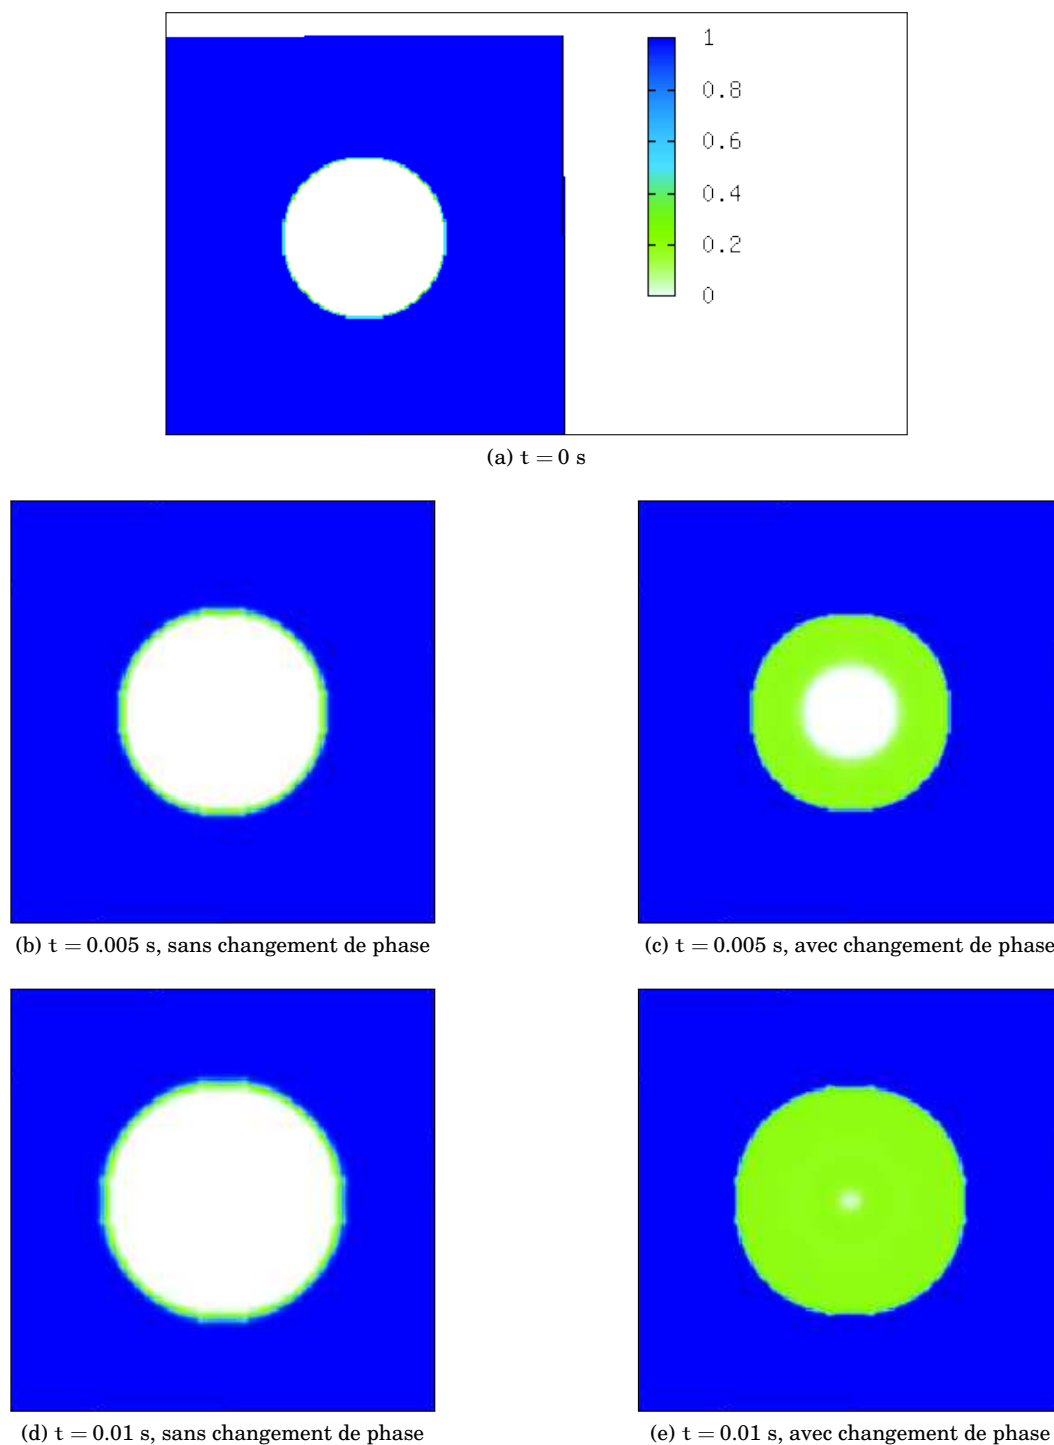 1
0.8
0.6
0.4
0.2
0
(a) t = 0 s
(b) t = 0.005 s, sans changement de phase
(c) t = 0.005 s, avec changement de phase
(d) t = 0.01 s, sans changement de phase
(e) t = 0.01 s, avec changement de phase